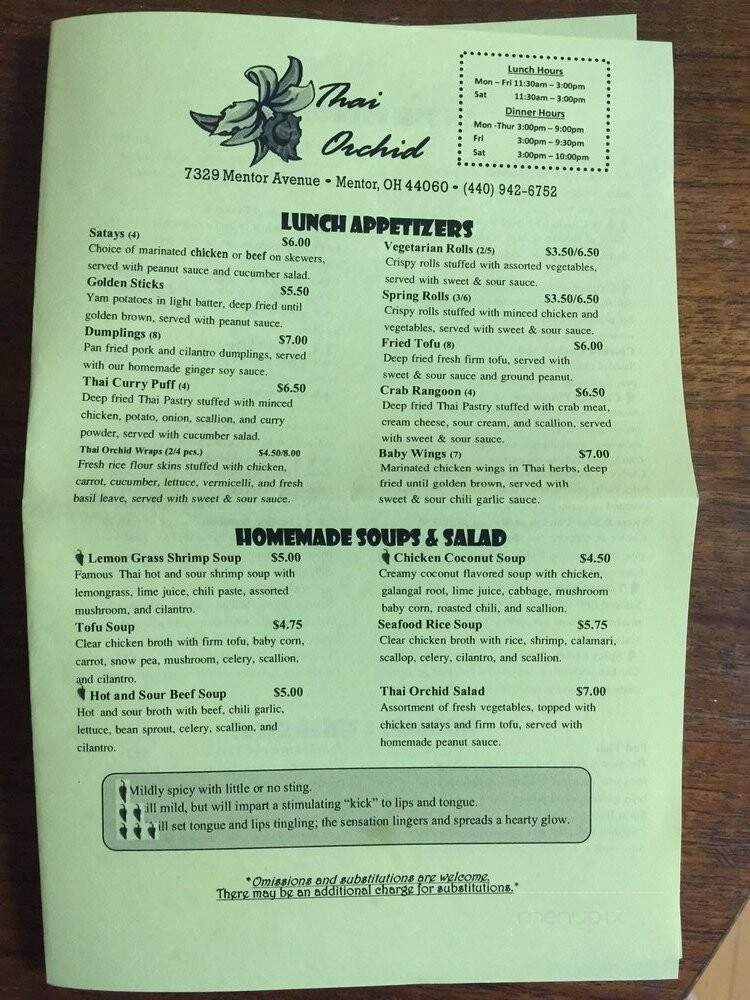 Thai
Orchid
Lunch Hours
Mon – Fri 11:30am – 3:00pm
Sat 11:30am – 3:00pm
Dinner Hours
Mon -Thur 3:00pm – 9:00pm
Fri 3:00pm – 9:30pm
Sat 3:00pm – 10:00pm
7329 Mentor Avenue • Mentor, OH 44060 • (440) 942-6752
LUNCH APPETIZERS
Satays (4) $6.00
Choice of marinated chicken or beef on skewers,
served with peanut sauce and cucumber salad.
Golden Sticks $5.50
Yam potatoes in light batter, deep fried until
golden brown, served with peanut sauce.
Dumplings (8) $7.00
Pan fried pork and cilantro dumplings, served
with our homemade ginger soy sauce.
Thai Curry Puff (4) $6.50
Deep fried Thai Pastry stuffed with minced
chicken, potato, onion, scallion, and curry
powder, served with cucumber salad.
Thai Orchid Wraps (2/4 pcs.) $4.50/8.00
Fresh rice flour skins stuffed with chicken,
carrot, cucumber, lettuce, vermicelli, and fresh
basil leave, served with sweet & sour sauce.
Vegetarian Rolls (2/5) $3.50/6.50
Crispy rolls stuffed with assorted vegetables,
served with sweet & sour sauce.
Spring Rolls (3/6) $3.50/6.50
Crispy rolls stuffed with minced chicken and
vegetables, served with sweet & sour sauce.
Fried Tofu (8) $6.00
Deep fried fresh firm tofu, served with
sweet & sour sauce and ground peanut.
Crab Rangoon (4) $6.50
Deep fried Thai Pastry stuffed with crab meat,
cream cheese, sour cream, and scallion, served
with sweet & sour sauce.
Baby Wings (7) $7.00
Marinated chicken wings in Thai herbs, deep
fried until golden brown, served with
sweet & sour chili garlic sauce.
HOMEMADE SOUPS & SALAD
Lemon Grass Shrimp Soup $5.00
Famous Thai hot and sour shrimp soup with
lemongrass, lime juice, chili paste, assorted
mushroom, and cilantro.
Tofu Soup $4.75
Clear chicken broth with firm tofu, baby corn,
carrot, snow pea, mushroom, celery, scallion,
and cilantro.
Hot and Sour Beef Soup $5.00
Hot and sour broth with beef, chili garlic,
lettuce, bean sprout, celery, scallion, and
cilantro.
Chicken Coconut Soup $4.50
Creamy coconut flavored soup with chicken,
galangal root, lime juice, cabbage, mushroom
baby corn, roasted chili, and scallion.
Seafood Rice Soup $5.75
Clear chicken broth with rice, shrimp, calamari,
scallop, celery, cilantro, and scallion.
Thai Orchid Salad $7.00
Assortment of fresh vegetables, topped with
chicken satays and firm tofu, served with
homemade peanut sauce.
Mildly spicy with little or no sting.
ill mild, but will impart a stimulating “kick” to lips and tongue.
ill set tongue and lips tingling; the sensation lingers and spreads a hearty glow.
*Omissions and substitutions are welcome.
There may be an additional charge for substitutions.*
menupix